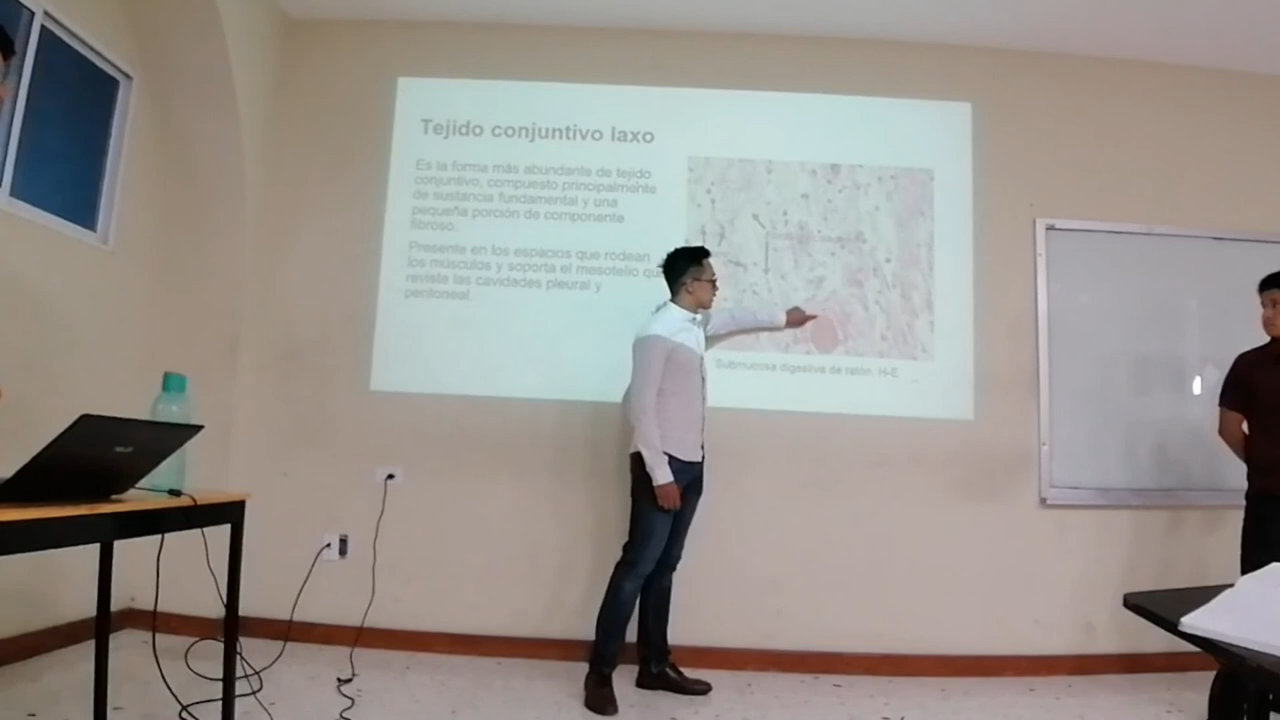 Tejido conjuntivo laxo
Es la forma más abundante de tejido
conjuntivo, compuesto principalmente
de sustancia fundamental y una
pequeña porción de componente
fibroso.
Presente en los espacios que rodean
los músculos y soporta el mesotelio qu
reviste las cavidades pleural y
peritoneal.
Submucosa digestiva de ratón, H-E